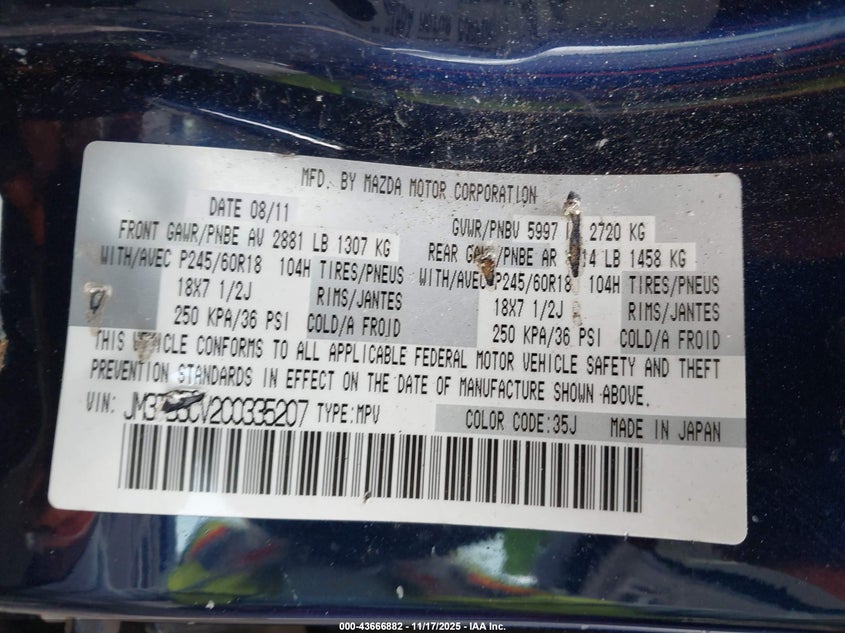 MFD. BY MAZDA MOTOR CORPORATION
DATE 08/11
GVWR/PNBV 5997 2720 KG
FRONT GAWR/PNBE AV 2881 LB 1307 KG
REAR /PNBE AR LB 1458 KG
WITH/AVEC P245/60R18 104H TIRES/PNEUS
WITH/AVEC P245/60R18 104H TIRES/PNEUS
18X7 1/2J RIMS/JANTES
18X7 1/2J RIMS/JANTES
250 KPA/36 PSI COLD/A FROID
250 KPA/36 PSI COLD/A FROID
THIS VEHICLE CONFORMS TO ALL APPLICABLE FEDERAL MOTOR VEHICLE SAFETY AND THEFT
PREVENTION STANDARDS IN EFFECT ON THE DATE OF MANUFACTURE SHOWN ABOVE.
VIN: TYPE:MPV
COLOR CODE:35J MADE IN JAPAN
000-43666882 - 11/17/2025 - IAA Inc.